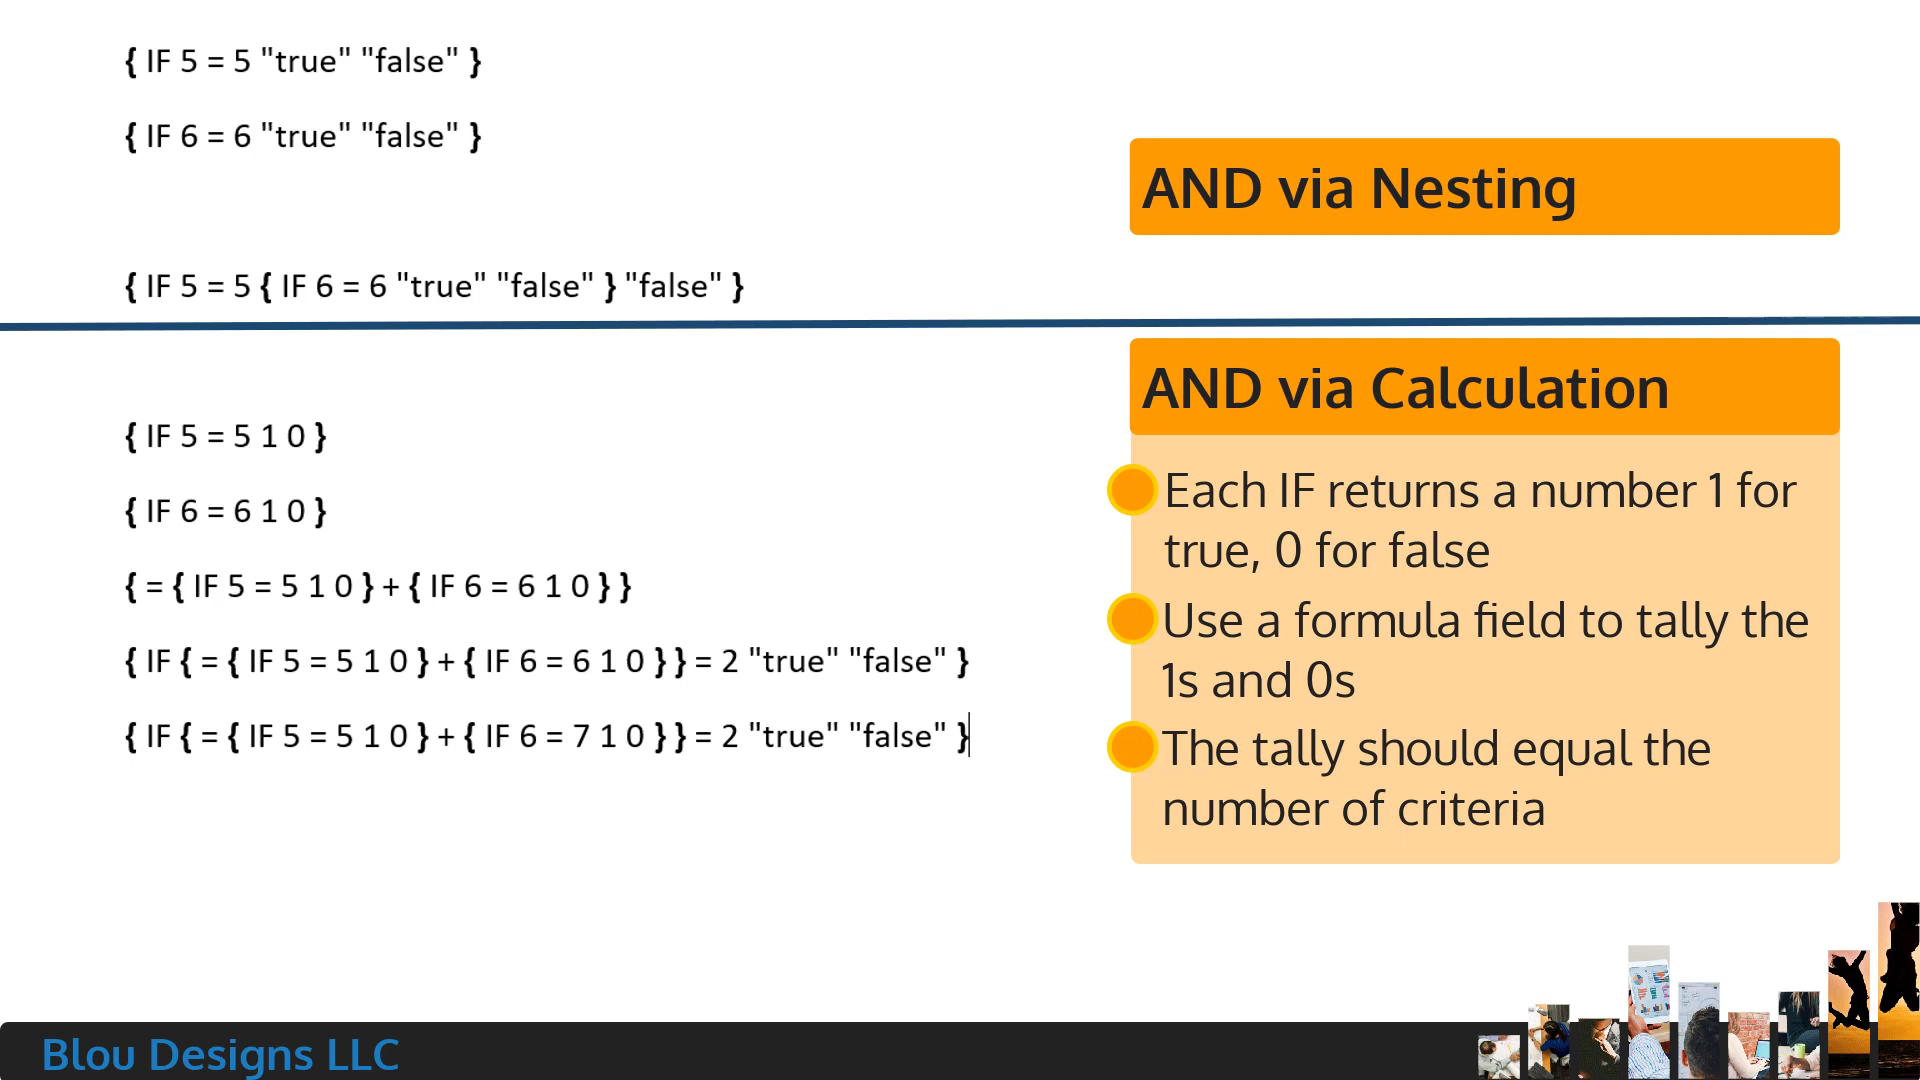 { IF 5 = 5 "true" "false" }
{ IF 6 = 6 "true" "false" }
AND via Nesting
{ IF 5 = 5 { IF 6 = 6 "true" "false" } "false" }
AND via Calculation
{ IF 5 = 5 1 0 }
{ IF 6 = 6 1 0 }
{ = { IF 5 = 5 1 0 } + { IF 6 = 6 1 0 } }
{ IF { = { IF 5 = 5 1 0 } + { IF 6 = 6 1 0 } } = 2 "true" "false" }
{ IF { = { IF 5 = 5 1 0 } + { IF 6 = 7 1 0 } } = 2 "true" "false" }
Each IF returns a number 1 for
true, 0 for false
Use a formula field to tally the
1s and 0s
The tally should equal the
number of criteria
Blou Designs LLC